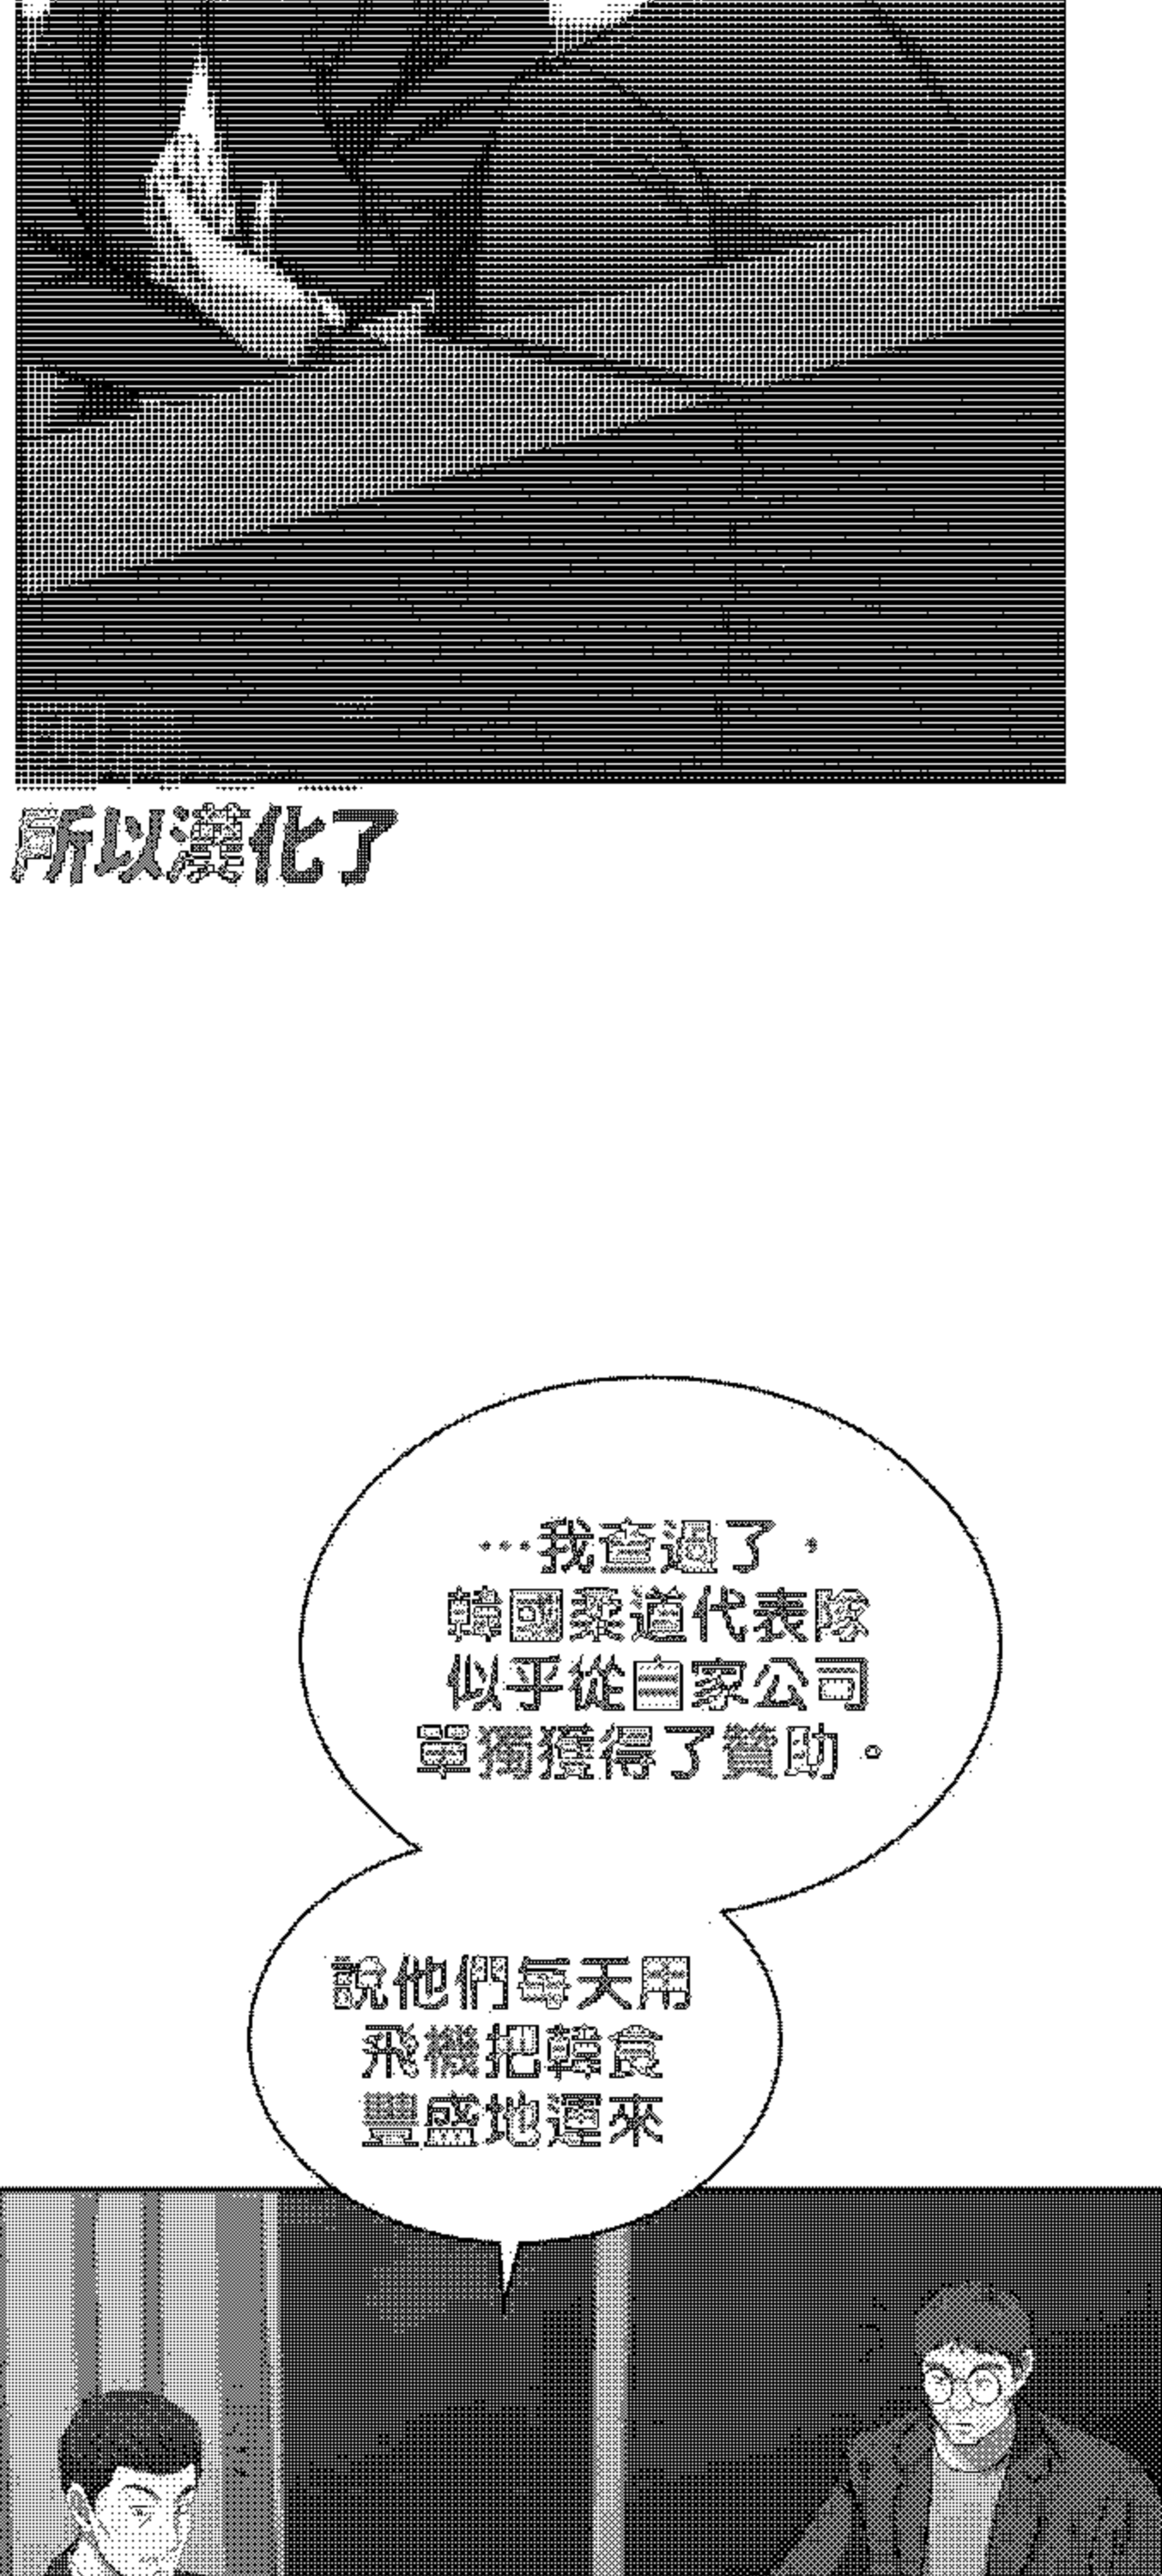 所以漢化了
…我查過了，
韓國柔道代表隊
似乎從自家公司
單獨獲得了贊助。
說他們每天用
飛機把韓食
豐盛地運來